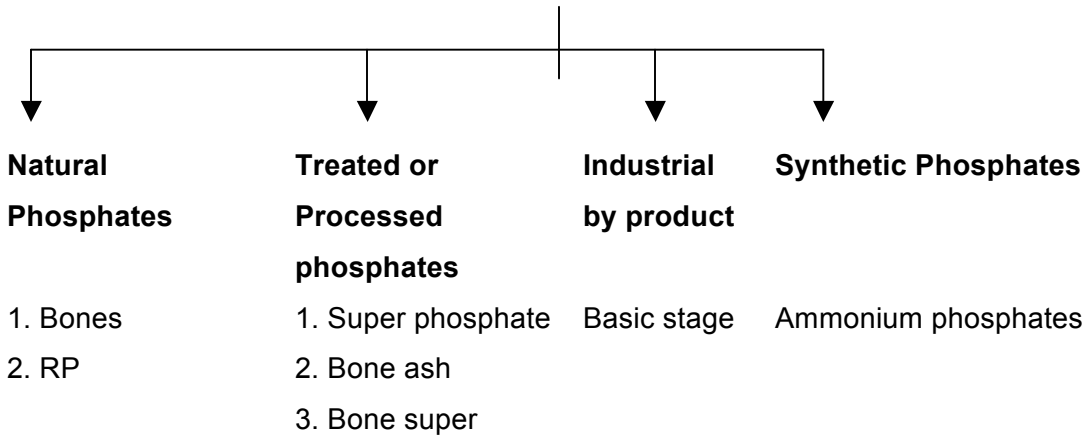 Natural
Phosphates
Treated or
Processed
phosphates
Industrial
by product
Synthetic Phosphates
1. Bones
2. RP
1. Super phosphate
2. Bone ash
3. Bone super
Basic stage
Ammonium phosphates